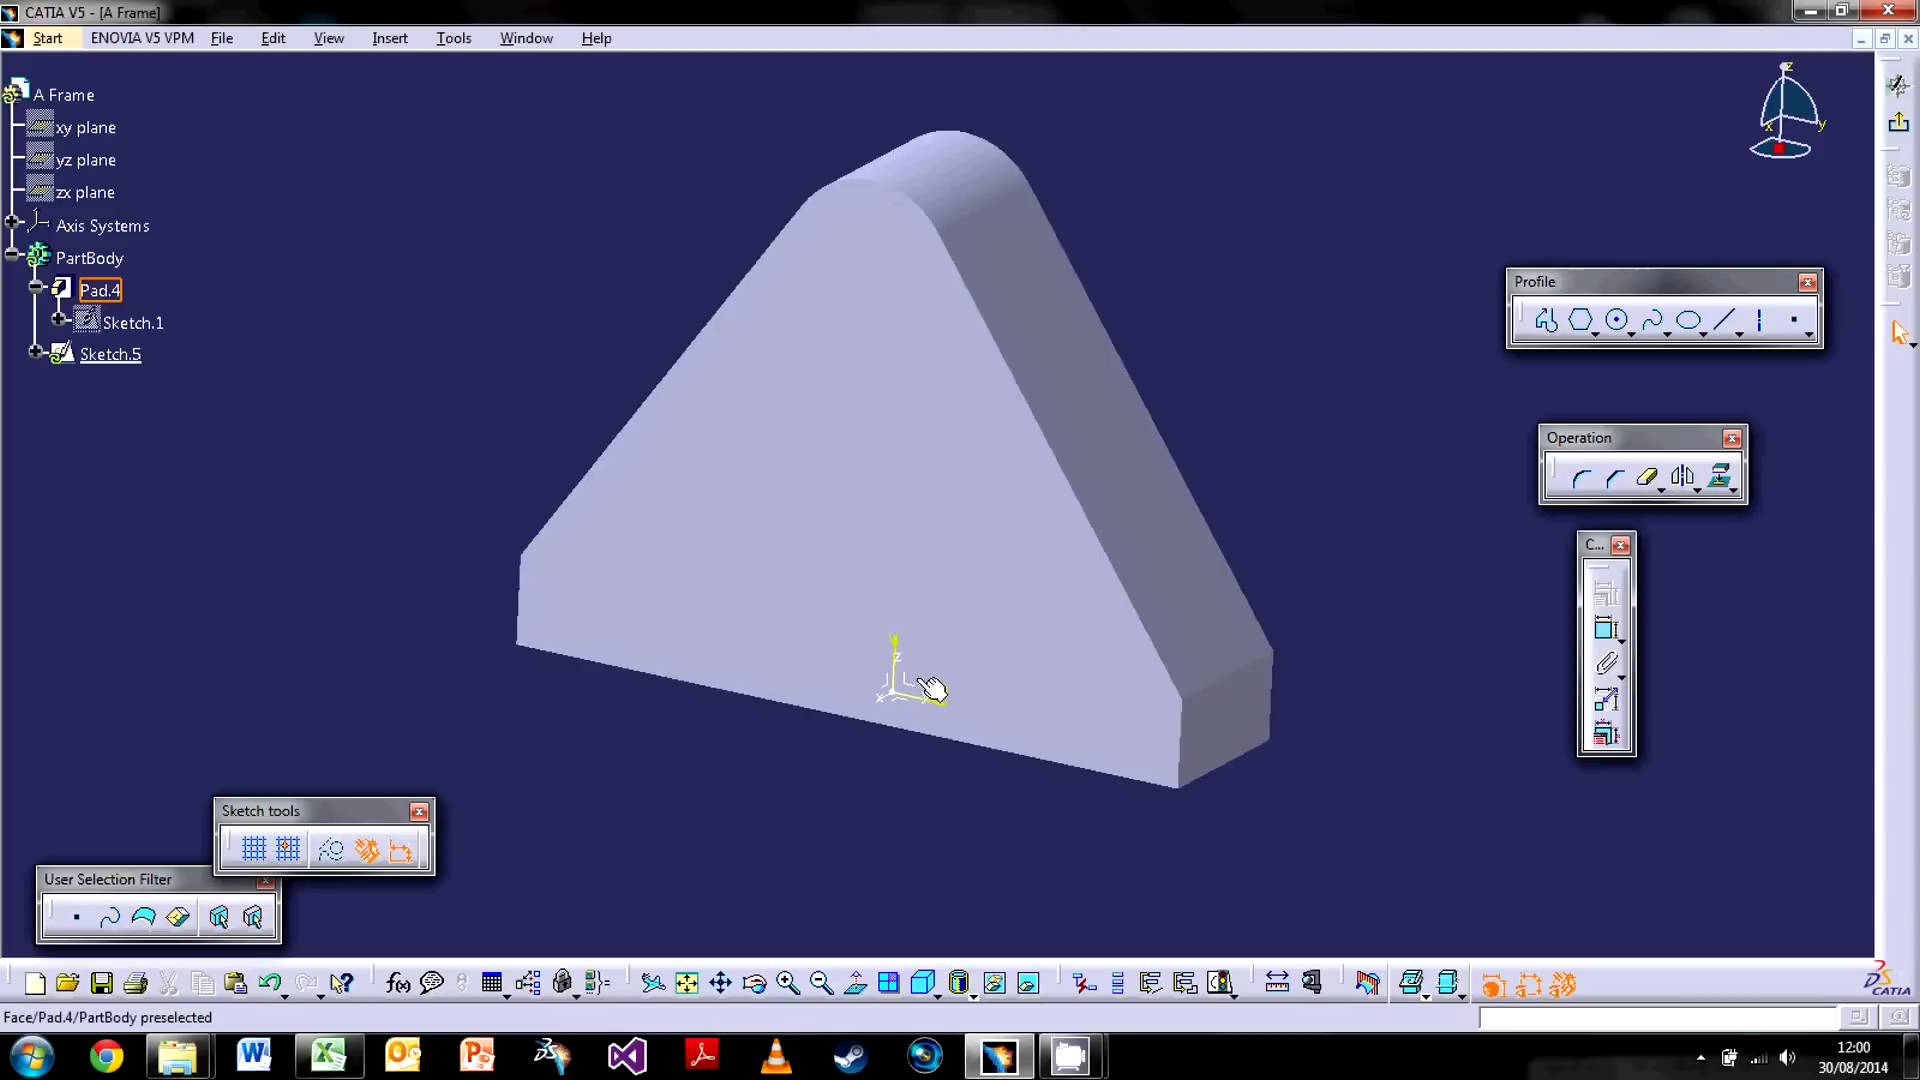 CATIA V5 - [A Frame]
Start ENOVIA V5 VPM File Edit View Insert Tools Window Help
A Frame
xy plane
yz plane
zx plane
Axis Systems
PartBody
Pad.4
Sketch.1
Sketch.5
z
x y
Profile
Operation
C...
y
z
x
Sketch tools
User Selection Filter
f(x)
CATIA
Face/Pad.4/PartBody preselected
12:00
30/08/2014